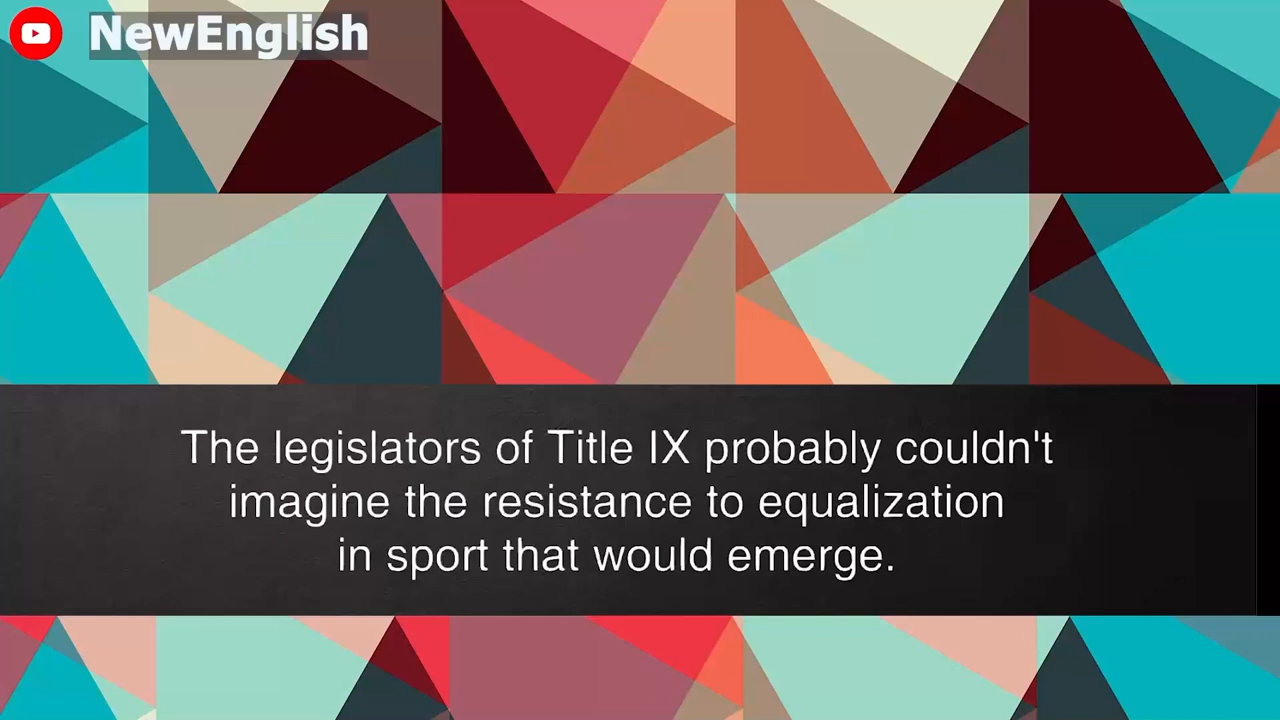 NewEnglish
The legislators of Title IX probably couldn't
imagine the resistance to equalization
in sport that would emerge.